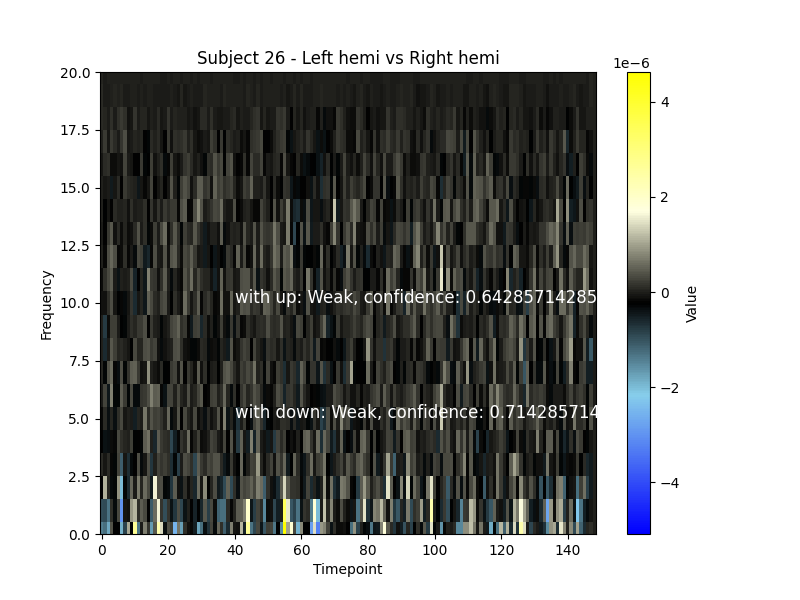 Subject 26 - Left hemi vs Right hemi
1e−6
20.0
17.5
15.0
12.5
10.0
7.5
5.0
2.5
0.0
Frequency
with up: Weak, confidence: 0.64285714285
with down: Weak, confidence: 0.714285714
0 20 40 60 80 100 120 140
Timepoint
4
2
0
−2
−4
Value